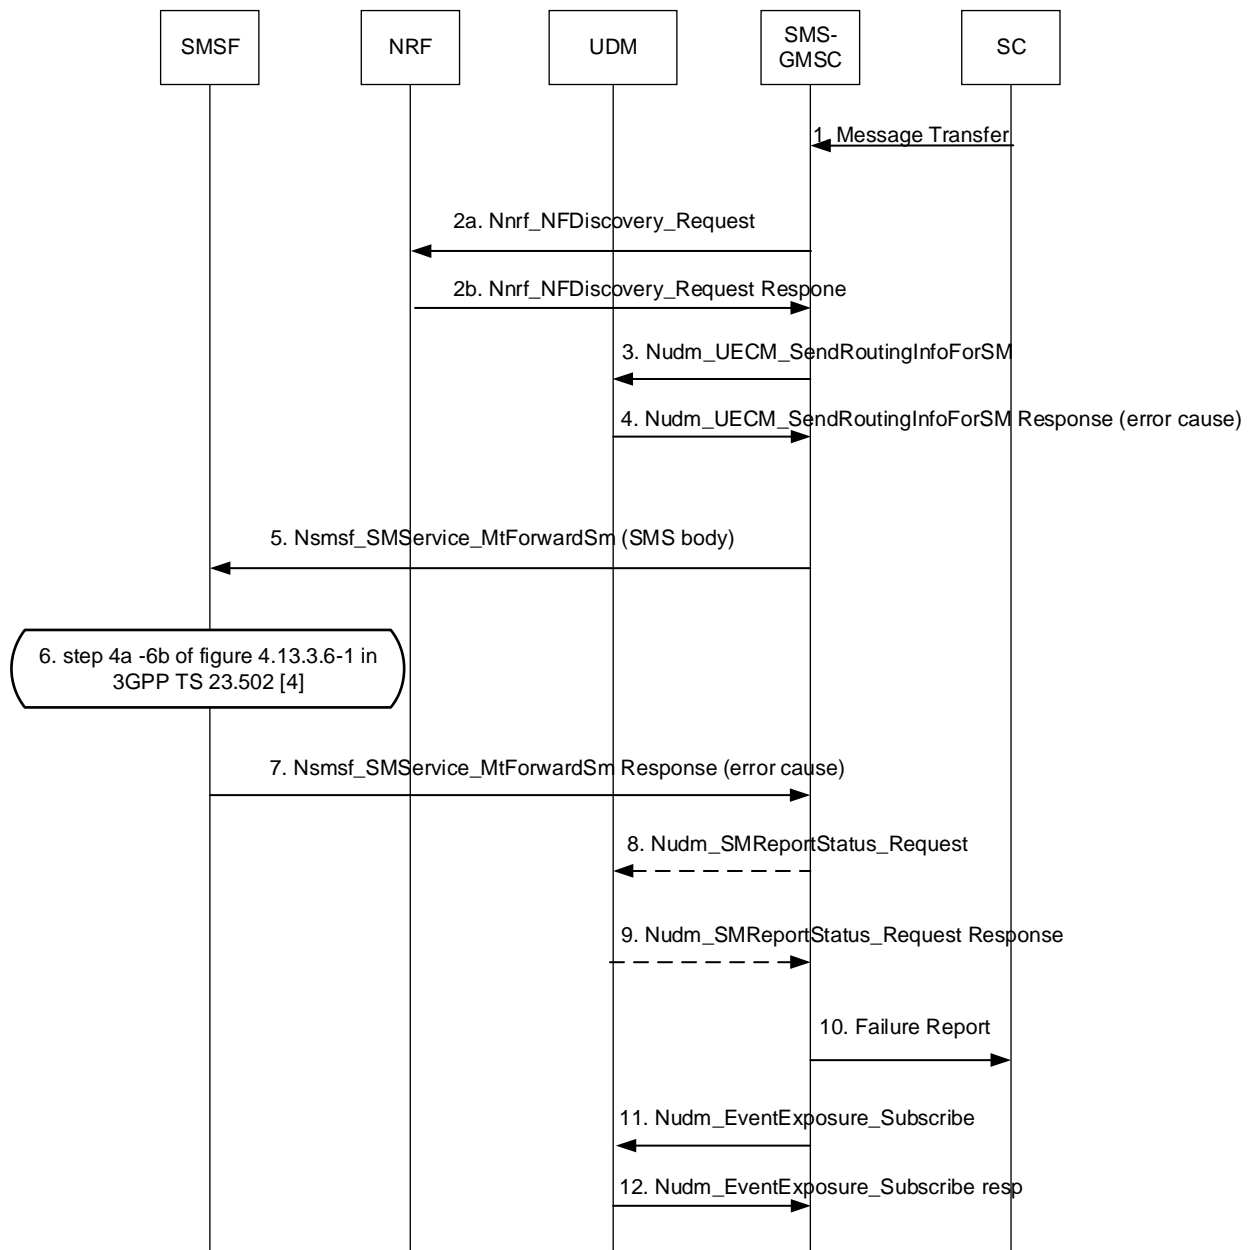 SMSF
NRF
UDM
SMS-
GMSC
SC
1. Message Transfer
2a. Nnrf_NFDiscovery_Request
2b. Nnrf_NFDiscovery_Request Respone
3. Nudm_UECM_SendRoutingInfoForSM
4. Nudm_UECM_SendRoutingInfoForSM Response (error cause)
5. Nsmsf_SMService_MtForwardSm (SMS body)
6. step 4a -6b of figure 4.13.3.6-1 in
3GPP TS 23.502 [4]
7. Nsmsf_SMService_MtForwardSm Response (error cause)
8. Nudm_SMReportStatus_Request
9. Nudm_SMReportStatus_Request Response
10. Failure Report
11. Nudm_EventExposure_Subscribe
12. Nudm_EventExposure_Subscribe resp